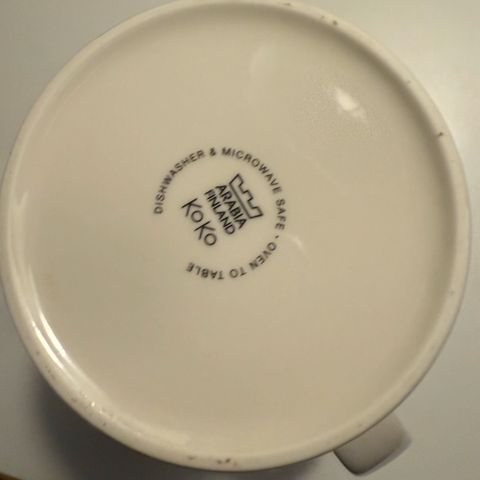 DISHWASHER & MICROWAVE SAFE · OVEN TO TABLE
ARABIA
FINLAND
KoKo